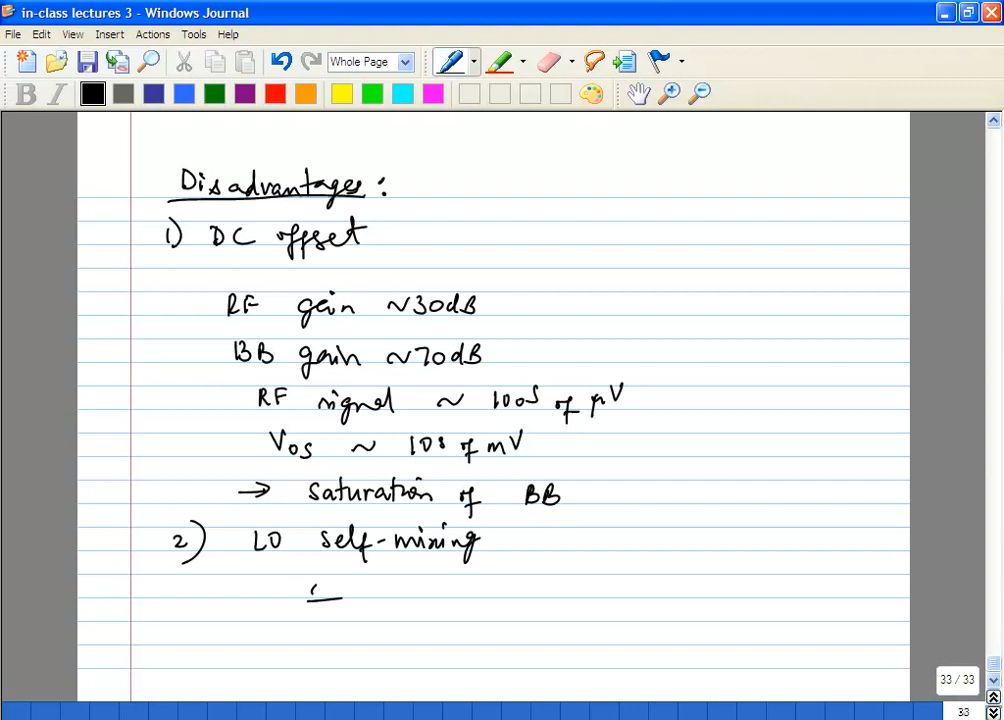 in-class lectures 3 - Windows Journal
File Edit View Insert Actions Tools Help
Whole Page
B I
Disadvantages :
1) DC offset
RF gain ~30dB
BB gain ~70dB
RF signal ~ 100s of μV
Vos ~ 10s of mV
→ saturation of BB
2) LO self-mixing
33 / 33
33